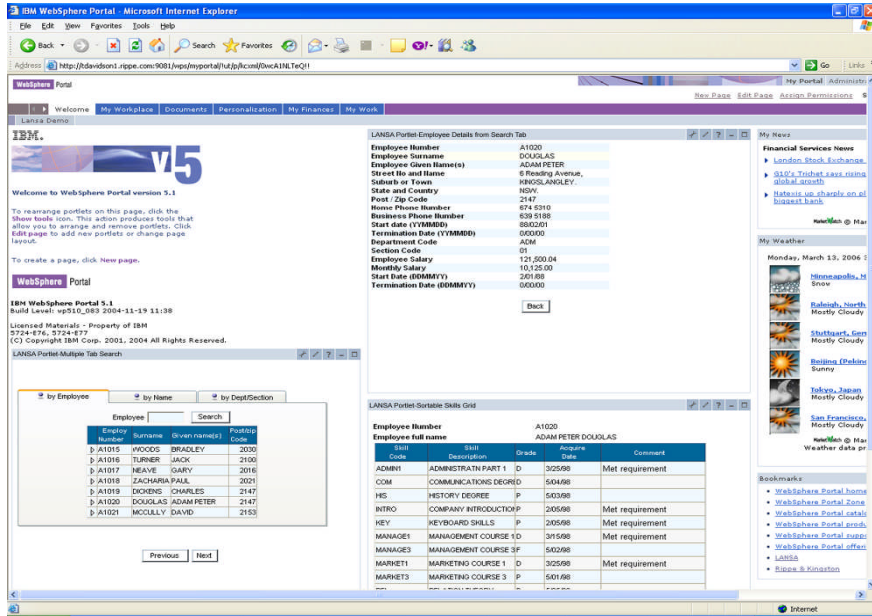 IBM WebSphere Portal - Microsoft Internet Explorer
File Edit View Favorites Tools Help
Back Search Favorites
Address http://tdavidson1.rippe.com:9081/wps/myportal/!ut/p/kcxml/0wcA1NLTeQ!! Go Links
WebSphere Portal
My Portal Administr
New Page Edit Page Assign Permissions S
Welcome My Workplace Documents Personalization My Finances My Work
Lansa Demo
IBM.
v5
Welcome to WebSphere Portal version 5.1
To rearrange portlets on this page, click the
Show tools icon. This action produces tools that
allow you to arrange and remove portlets. Click
Edit page to add new portlets or change page
layout.
To create a page, click New page.
WebSphere Portal
IBM WebSphere Portal 5.1
Build Level: vp510_083 2004-11-19 11:38
Licensed Materials - Property of IBM
5724-E76, 5724-E77
(C) Copyright IBM Corp. 2001, 2004 All Rights Reserved.
LANSA Portlet-Multiple Tab Search
by Employee by Name by Dept/Section
Employee Search
Employ Number Surname Given name(s) Post/zip Code
A1015 WOODS BRADLEY 2030
A1016 TURNER JACK 2100
A1017 NEAVE GARY 2016
A1018 ZACHARIA PAUL 2021
A1019 DICKENS CHARLES 2147
A1020 DOUGLAS ADAM PETER 2147
A1021 MCCULLY DAVID 2153
Previous Next
LANSA Portlet-Employee Details from Search Tab
Employee Number A1020
Employee Surname DOUGLAS
Employee Given Name(s) ADAM PETER
Street No and Name 6 Reading Avenue,
Suburb or Town KINGSLANGLEY.
State and Country NSW.
Post / Zip Code 2147
Home Phone Number 674 5310
Business Phone Number 639 5188
Start date (YYMMDD) 88/02/01
Termination Date (YYMMDD) 0/00/00
Department Code ADM
Section Code 01
Employee Salary 121,500.04
Monthly Salary 10,125.00
Start Date (DDMMYY) 2/01/88
Termination Date (DDMMYY) 0/00/00
Back
LANSA Portlet-Sortable Skills Grid
Employee Number A1020
Employee full name ADAM PETER DOUGLAS
Skill Code Skill Description Grade Acquire Date Comment
ADMIN1 ADMINISTRATN PART 1 D 3/25/98 Met requirement
COM COMMUNICATIONS DEGRE D 5/04/98
HIS HISTORY DEGREE P 5/03/98
INTRO COMPANY INTRODUCTION P 2/05/98 Met requirement
KEY KEYBOARD SKILLS P 2/05/98 Met requirement
MANAGE1 MANAGEMENT COURSE 1 D 3/15/98 Met requirement
MANAGE3 MANAGEMENT COURSE 3 F 5/02/98
MARKET1 MARKETING COURSE 1 D 3/25/98 Met requirement
MARKET3 MARKETING COURSE 3 P 5/01/98
My News
Financial Services News
London Stock Exchange
G10's Trichet says rising
global growth
Natexis up sharply on pl
biggest bank
MarketWatch © Mar
My Weather
Monday, March 13, 2006 3
Minneapolis, M
Snow
Raleigh, North
Mostly Cloudy
Stuttgart, Ger
Mostly Cloudy
Beijing (Pekin
Sunny
Tokyo, Japan
Mostly Cloudy
San Francisco,
Mostly Cloudy
MarketWatch © Mar
Weather data pr
Bookmarks
WebSphere Portal home
WebSphere Portal Zone
WebSphere Portal catal
WebSphere Portal produ
WebSphere Portal suppo
WebSphere Portal offeri
LANSA
Rippe & Kingston
Internet